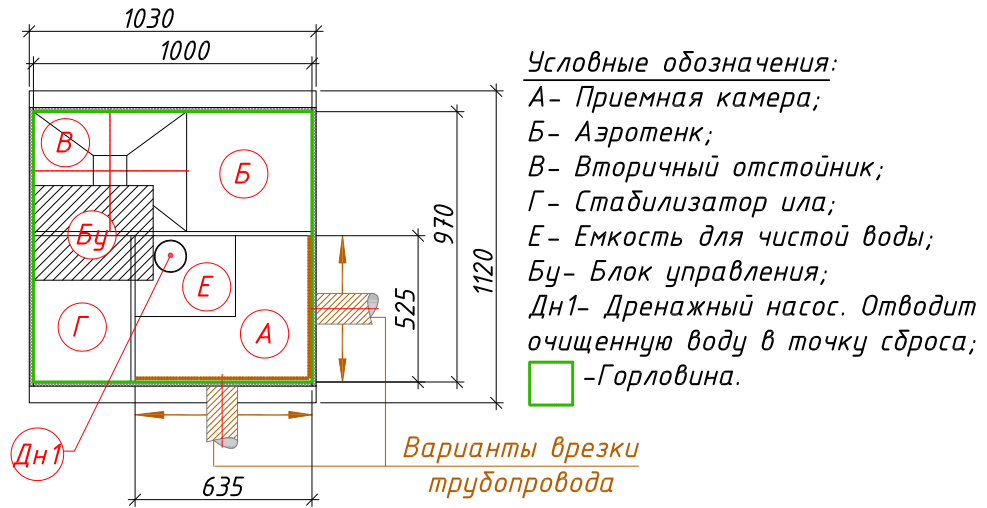 1030
1000
Условные обозначения:
А- Приемная камера;
Б- Аэротенк;
В- Вторичный отстойник;
Г- Стабилизатор ила;
Е- Емкость для чистой воды;
Бу- Блок управления;
Дн1- Дренажный насос. Отводит
очищенную воду в точку сброса;
-Горловина.
В
Б
Бу
Е
Г
А
970
1120
525
Дн1
Варианты врезки
трубопровода
635